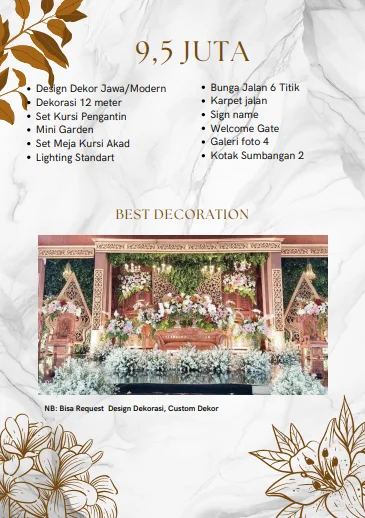 9,5 JUTA
• Design Dekor Jawa/Modern
• Dekorasi 12 meter
• Set Kursi Pengantin
• Mini Garden
• Set Meja Kursi Akad
• Lighting Standart
• Bunga Jalan 6 Titik
• Karpet jalan
• Sign name
• Welcome Gate
• Galeri foto 4
• Kotak Sumbangan 2
BEST DECORATION
NB: Bisa Request Design Dekorasi, Custom Dekor